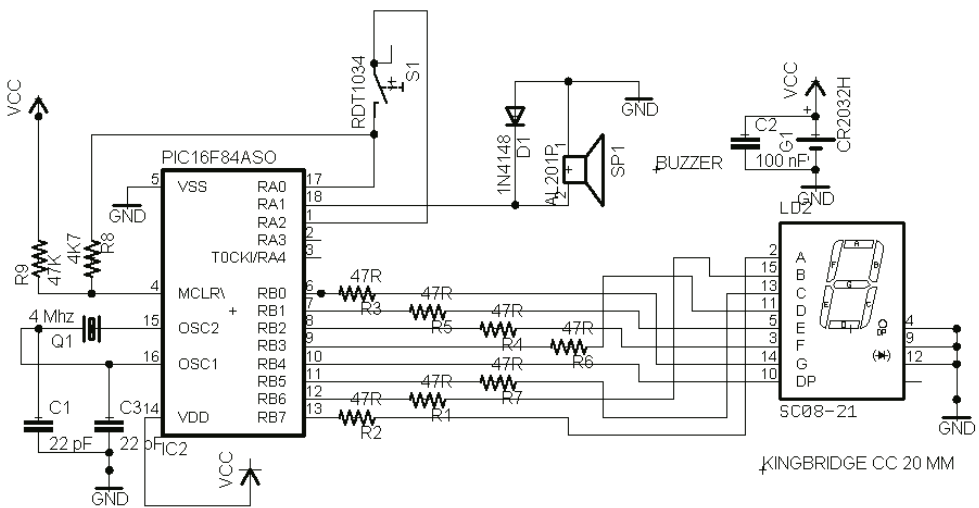 RDT1034
S1
VCC
GND
VCC
+
CR2032H
C2
G1
100 nF
GND
1N4148
D1
AL201P
1
2
+
SP1
BUZZER
PIC16F84ASO
5 VSS
GND
RA0 17
RA1 18
RA2 1
RA3 2
T0CKI/RA4 3
R9
47K
4K7
R8
4 MCLR\
+
4 Mhz
Q1
15 OSC2
16 OSC1
14 VDD
RB0 6
RB1 7
RB2 8
RB3 9
RB4 10
RB5 11
RB6 12
RB7 13
IC2
47R
R3
47R
R5
47R
R4
47R
R6
47R
R7
47R
R1
47R
R2
C1
22 pF
C3
22 pF
GND
VCC
LD2
2 A
15 B
13 C
11 D
5 E
3 F
14 G
10 DP
A
F B
G
E
D
DP
4
9
12
GND
SC08-21
KINGBRIDGE CC 20 MM